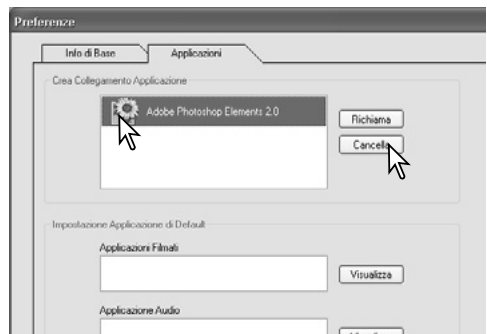 Preferenze
Info di Base
Applicazioni
Crea Collegamento Applicazione
Adobe Photoshop Elements 2.0
Richiama
Cancella
Impostazione Applicazione di Default
Applicazioni Filmati
Visualizza
Applicazione Audio